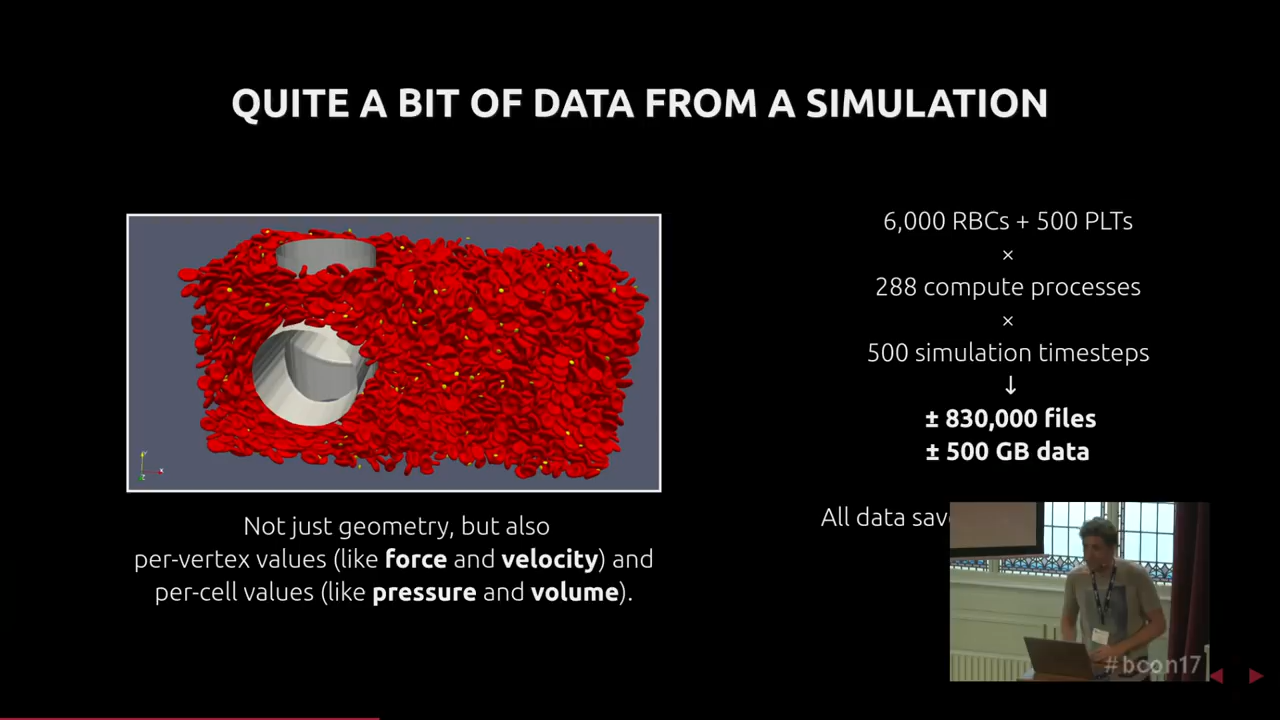 QUITE A BIT OF DATA FROM A SIMULATION
6,000 RBCs + 500 PLTs
×
288 compute processes
×
500 simulation timesteps
↓
± 830,000 files
± 500 GB data
All data
Not just geometry, but also
per-vertex values (like force and velocity) and
per-cell values (like pressure and volume).
#bcon17